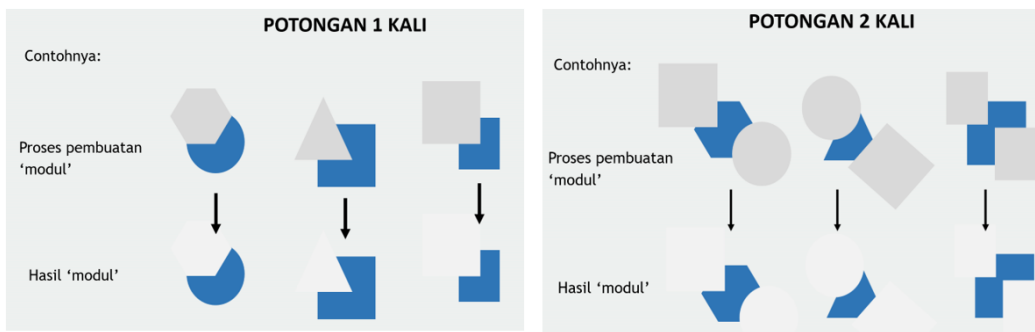 POTONGAN 1 KALI
Contohnya:
Proses pembuatan
‘modul’
Hasil ‘modul’
POTONGAN 2 KALI
Contohnya:
Proses pembuatan
‘modul’
Hasil ‘modul’